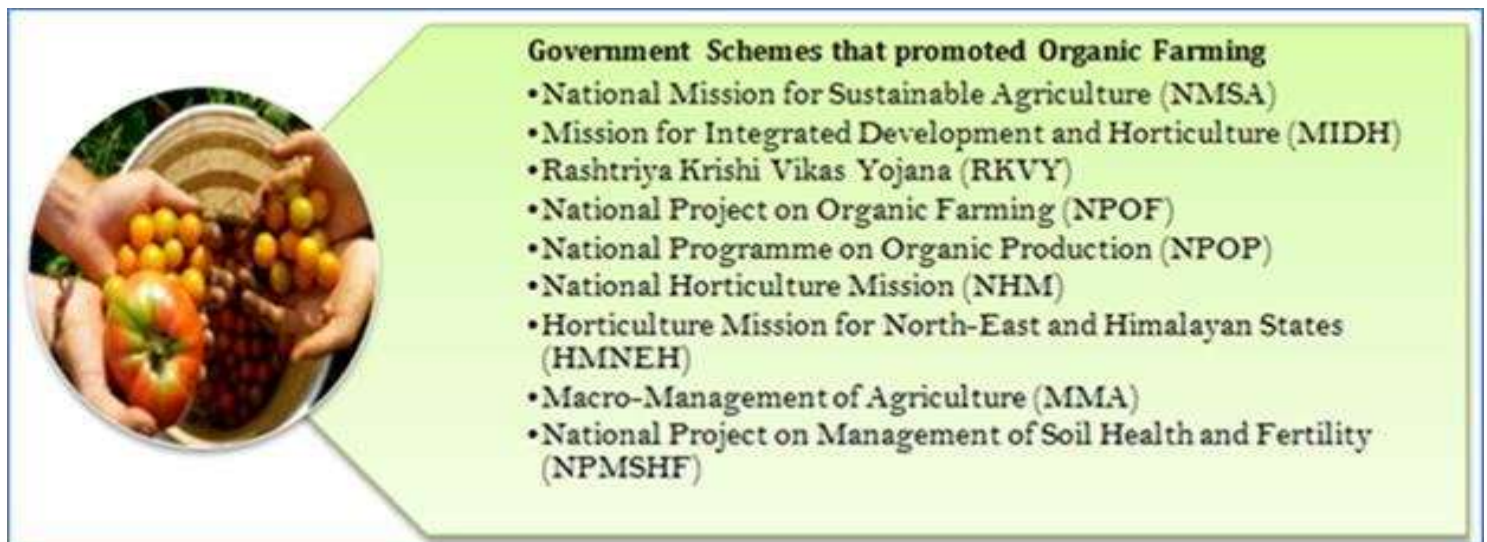 Government Schemes that promoted Organic Farming
•National Mission for Sustainable Agriculture (NMSA)
•Mission for Integrated Development and Horticulture (MIDH)
•Rashtriya Krishi Vikas Yojana (RKVY)
•National Project on Organic Farming (NPOF)
•National Programme on Organic Production (NPOP)
•National Horticulture Mission (NHM)
•Horticulture Mission for North-East and Himalayan States
(HMNEH)
•Macro-Management of Agriculture (MMA)
•National Project on Management of Soil Health and Fertility
(NPMSHF)